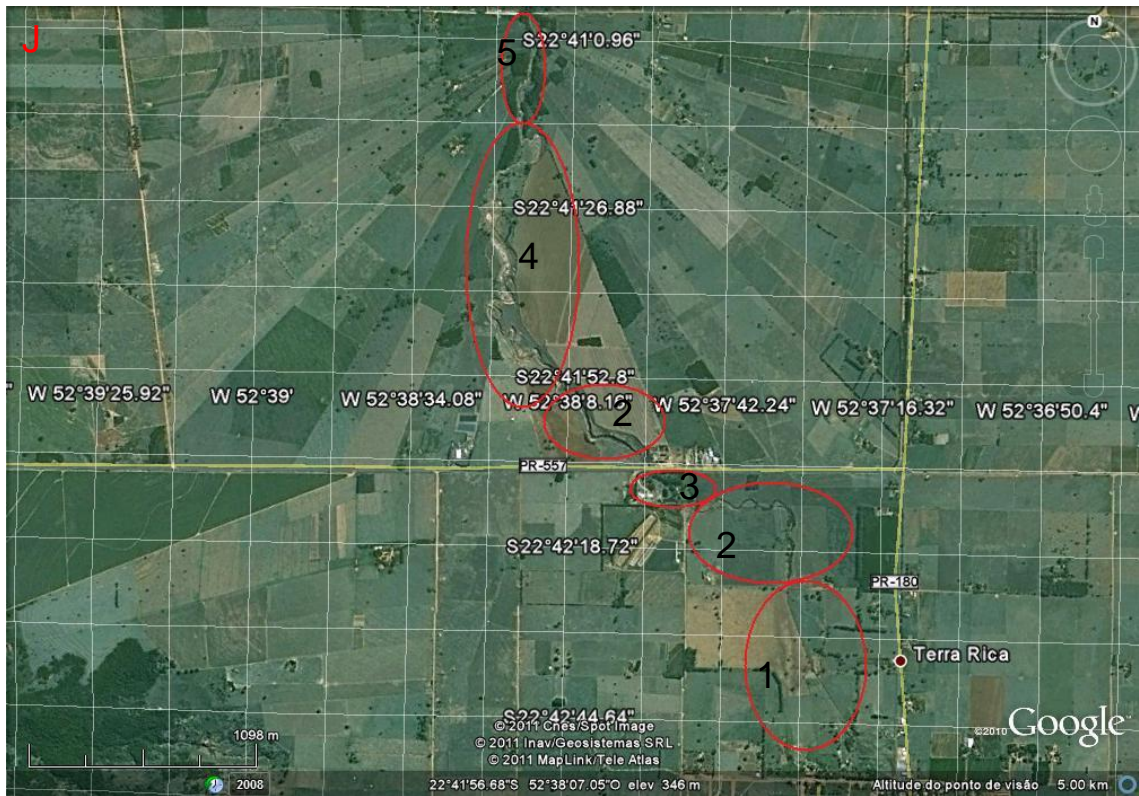 J
N
5
S22°41'0.96"
S22°41'26.88"
4
S22°41'52.8"
W 52°39'25.92" W 52°39' W 52°38'34.08" W 52°38'8.16" W 52°37'42.24" W 52°37'16.32" W 52°36'50.4" W
2
PR-557
3
S22°42'18.72"
2
PR-180
Terra Rica
1
S22°42'44.64"
© 2011 Cnes/Spot Image
© 2011 Inav/Geosistemas SRL
© 2011 MapLink/Tele Atlas
©2010 Google
1098 m
2008
22°41'56.68"S 52°38'07.05"O elev 346 m
Altitude do ponto de visão 5.00 km